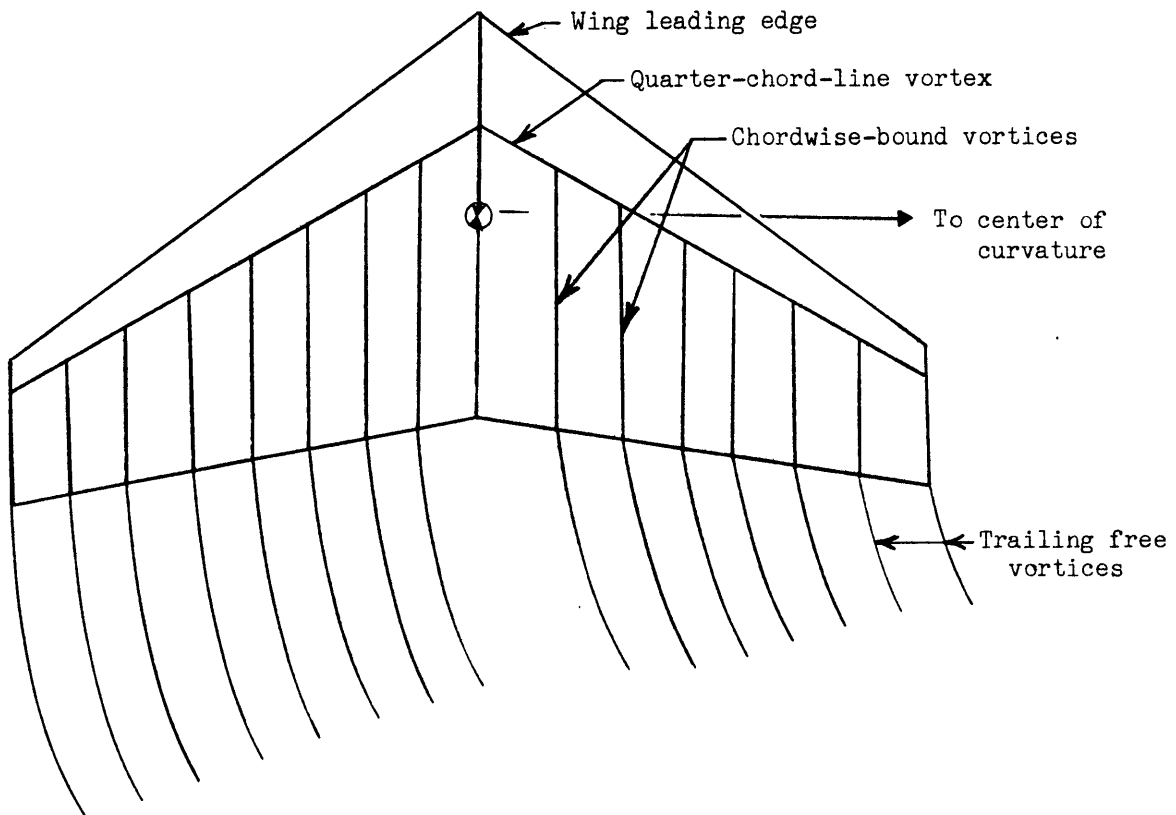 Wing leading edge
Quarter-chord-line vortex
Chordwise-bound vortices
To center of
curvature
Trailing free
vortices